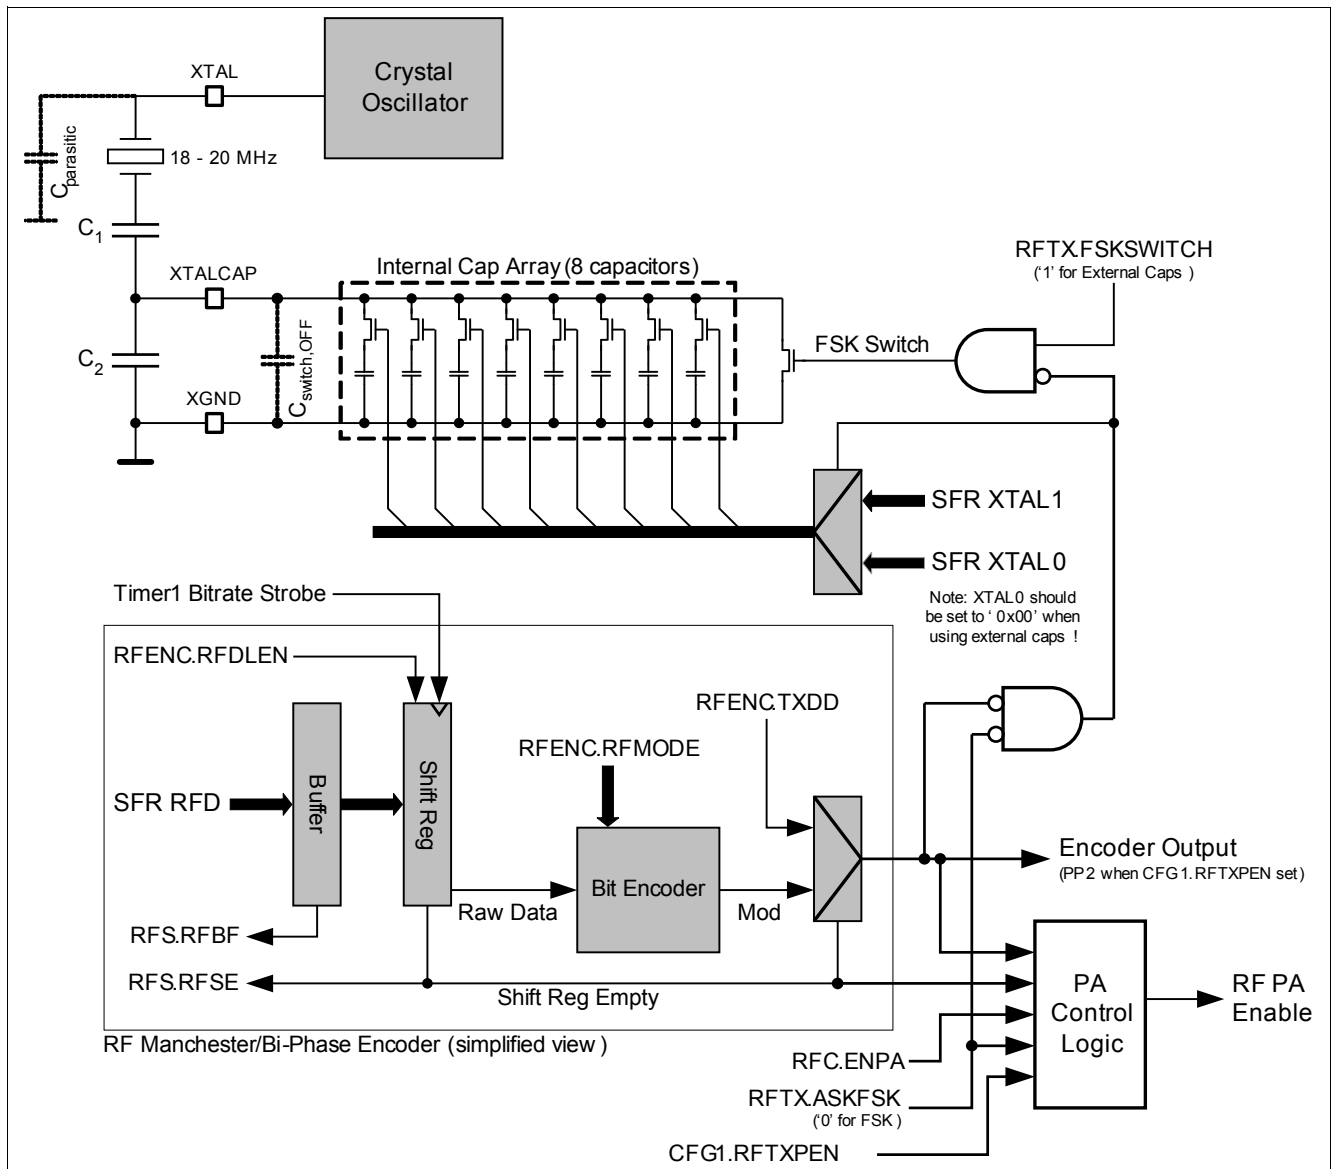 XTAL
Crystal
Oscillator
C parasitic
18 - 20 MHz
C1
XTALCAP
Internal Cap Array (8 capacitors)
RFTX.FSKSWITCH
('1' for External Caps )
C2
Cswitch,OFF
FSK Switch
XGND
SFR XTAL1
SFR XTAL0
Note: XTAL0 should
be set to ' 0x00' when
using external caps !
Timer1 Bitrate Strobe
RFENC.RFDLEN
RFENC.TXDD
RFENC.RFMODE
SFR RFD
Buffer
Shift Reg
Bit Encoder
Raw Data
Mod
Encoder Output
(PP2 when CFG1.RFTXPEN set)
RFS.RFBF
RFS.RFSE
Shift Reg Empty
PA
Control
Logic
RF PA
Enable
RF Manchester/Bi-Phase Encoder (simplified view )
RFC.ENPA
RFTX.ASKFSK
('0' for FSK )
CFG1.RFTXPEN